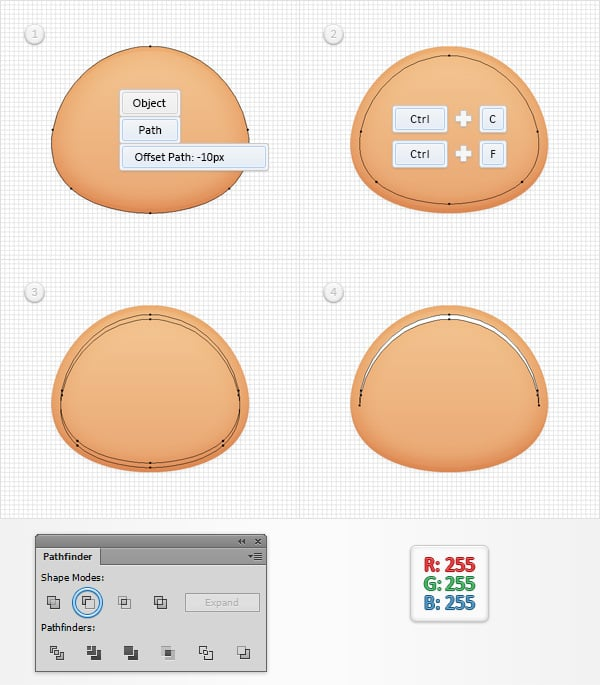 1
Object
Path
Offset Path: -10px
2
Ctrl + C
Ctrl + F
3
4
Pathfinder
Shape Modes:
Expand
Pathfinders:
R: 255
G: 255
B: 255